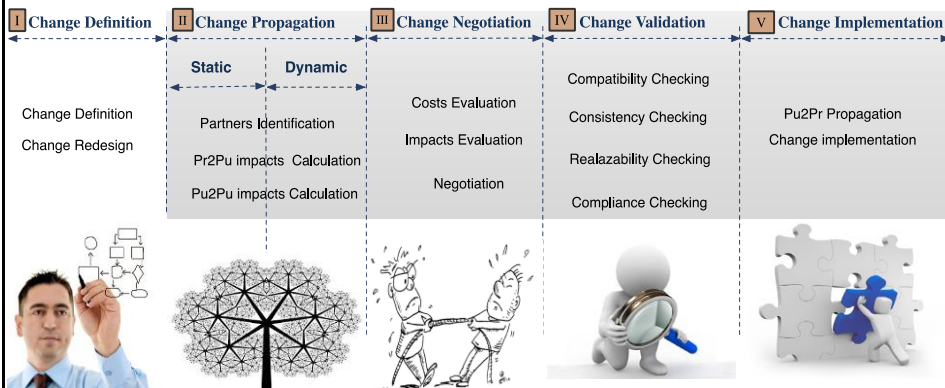 I Change Definition
Change Definition
Change Redesign
II Change Propagation
Static Dynamic
Partners Identification
Pr2Pu impacts Calculation
Pu2Pu impacts Calculation
III Change Negotiation
Costs Evaluation
Impacts Evaluation
Negotiation
IV Change Validation
Compatibility Checking
Consistency Checking
Realazability Checking
Compliance Checking
V Change Implementation
Pu2Pr Propagation
Change implementation